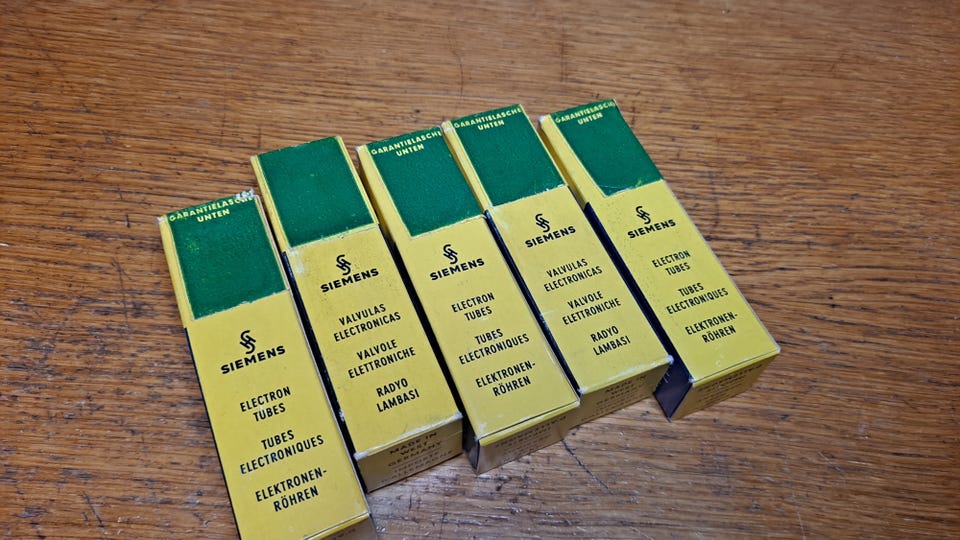 GARANTIELASCHE
UNTEN
SIEMENS
ELECTRON
TUBES
TUBES
ELECTRONIQUES
ELEKTRONEN-
RÖHREN
SIEMENS
VALVULAS
ELECTRONICAS
VALVOLE
ELETTRONICHE
RADYO
LAMBASI
MADE IN
WEST
GERMANY
GARANTIELASCHE
UNTEN
SIEMENS
ELECTRON
TUBES
TUBES
ELECTRONIQUES
ELEKTRONEN-
RÖHREN
GARANTIELASCHE
UNTEN
SIEMENS
VALVULAS
ELECTRONICAS
VALVOLE
ELETTRONICHE
RADYO
LAMBASI
GARANTIELASCHE
UNTEN
SIEMENS
ELECTRON
TUBES
TUBES
ELECTRONIQUES
ELEKTRONEN-
RÖHREN